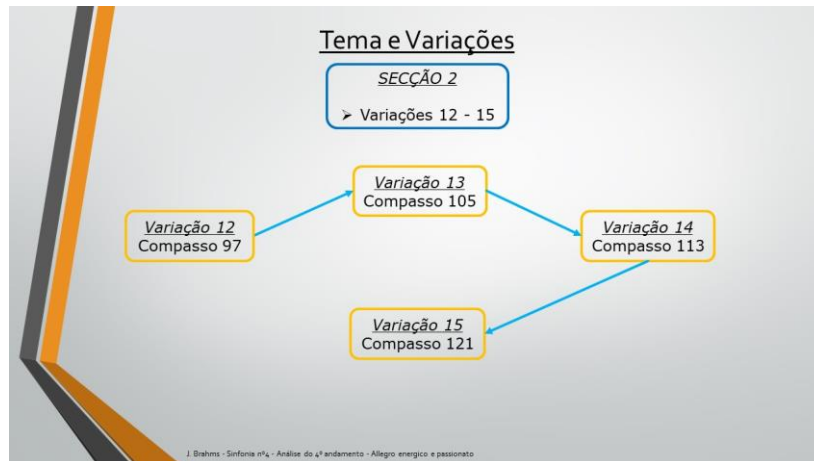 Tema e Variações
SECÇÃO 2
➢ Variações 12 - 15
Variação 13
Compasso 105
Variação 12
Compasso 97
Variação 14
Compasso 113
Variação 15
Compasso 121
J. Brahms - Sinfonia nº4 - Análise do 4º andamento - Allegro energico e passionato